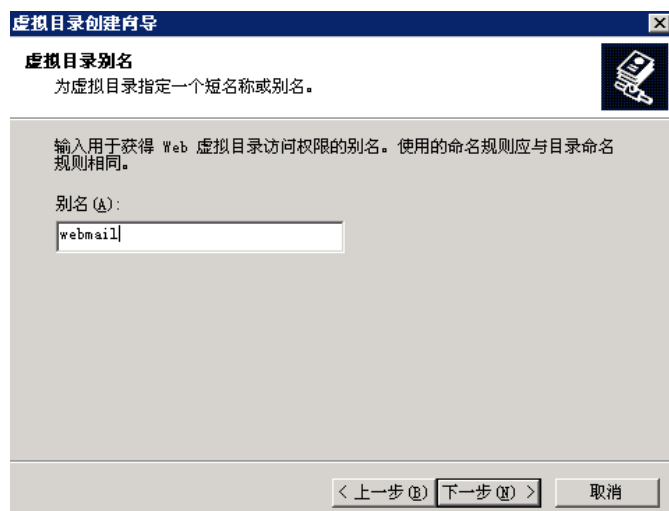 虚拟目录创建向导
虚拟目录别名
为虚拟目录指定一个短名称或别名。
输入用于获得 Web 虚拟目录访问权限的别名。使用的命名规则应与目录命名
规则相同。
别名(A):
webmail
< 上一步(B) 下一步(N) > 取消